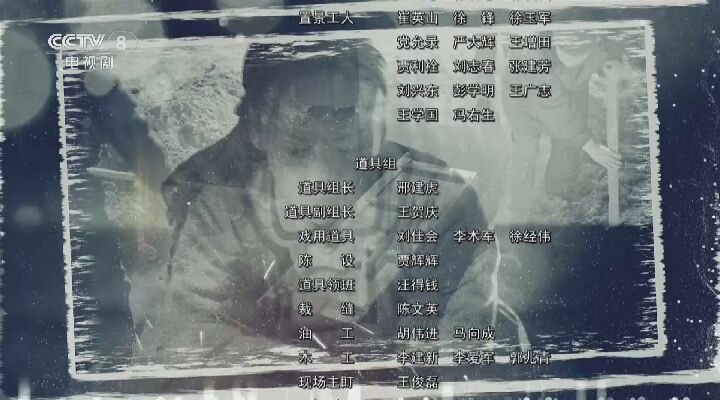 CCTV 8
电视剧
置景工人 崔英山 徐锋 徐玉军
党允录 严大辉 王增田
贾利栓 刘志春 张建芳
刘兴东 彭学明 王广志
王学国 冯右生
道具组
道具组长 邢建虎
道具副组长 王贺庆
戏用道具 刘佳会 李术军 徐经伟
陈设 贾辉辉
道具领班 汪得钱
裁缝 陈文英
油工 胡伟进 马向成
木工 李建新 李爱军 郭兆清
现场主盯 王俊磊